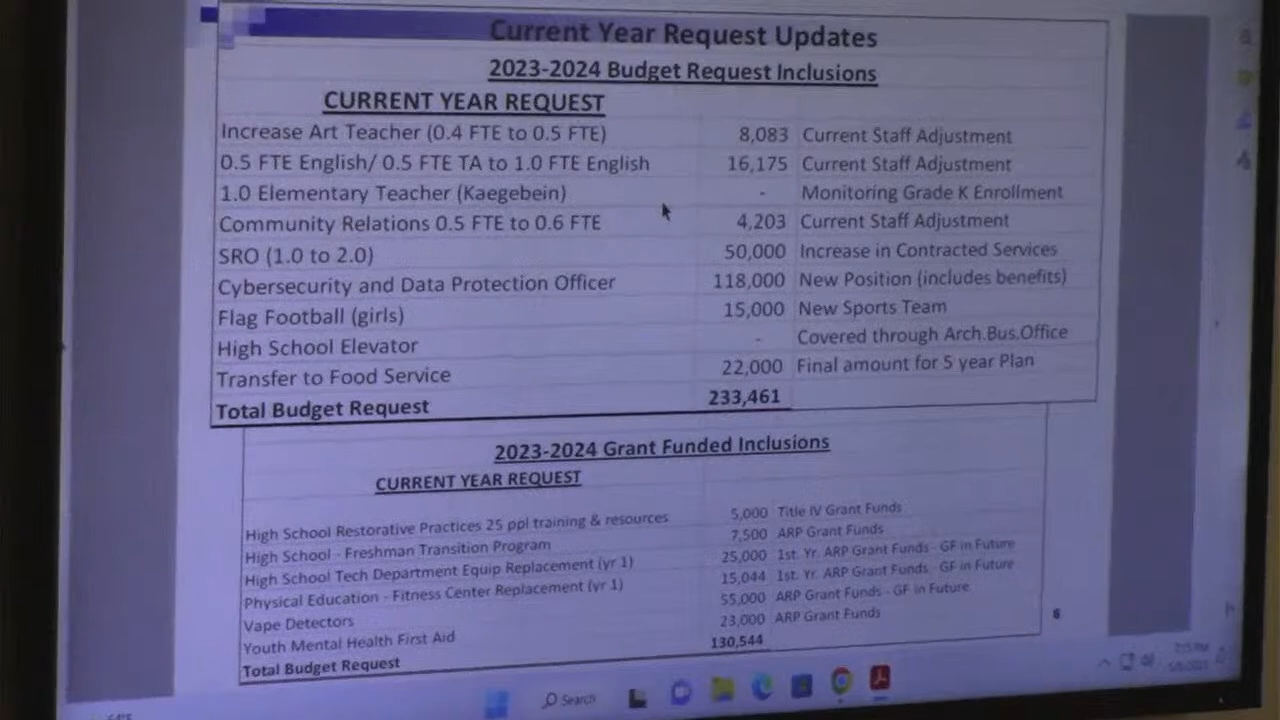 Current Year Request Updates
2023-2024 Budget Request Inclusions
CURRENT YEAR REQUEST
Increase Art Teacher (0.4 FTE to 0.5 FTE) 8,083 Current Staff Adjustment
0.5 FTE English/ 0.5 FTE TA to 1.0 FTE English 16,175 Current Staff Adjustment
1.0 Elementary Teacher (Kaegebein) - Monitoring Grade K Enrollment
Community Relations 0.5 FTE to 0.6 FTE 4,203 Current Staff Adjustment
SRO (1.0 to 2.0) 50,000 Increase in Contracted Services
Cybersecurity and Data Protection Officer 118,000 New Position (includes benefits)
Flag Football (girls) 15,000 New Sports Team
High School Elevator - Covered through Arch.Bus.Office
Transfer to Food Service 22,000 Final amount for 5 year Plan
Total Budget Request 233,461
2023-2024 Grant Funded Inclusions
CURRENT YEAR REQUEST
High School Restorative Practices 25 ppl training & resources 5,000 Title IV Grant Funds
High School - Freshman Transition Program 7,500 ARP Grant Funds
High School Tech Department Equip Replacement (yr 1) 25,000 1st. Yr. ARP Grant Funds - GF in Future
Physical Education - Fitness Center Replacement (yr 1) 15,044 1st. Yr. ARP Grant Funds - GF in Future
Vape Detectors 55,000 ARP Grant Funds - GF in Future
Youth Mental Health First Aid 23,000 ARP Grant Funds
Total Budget Request 130,544
8
Search